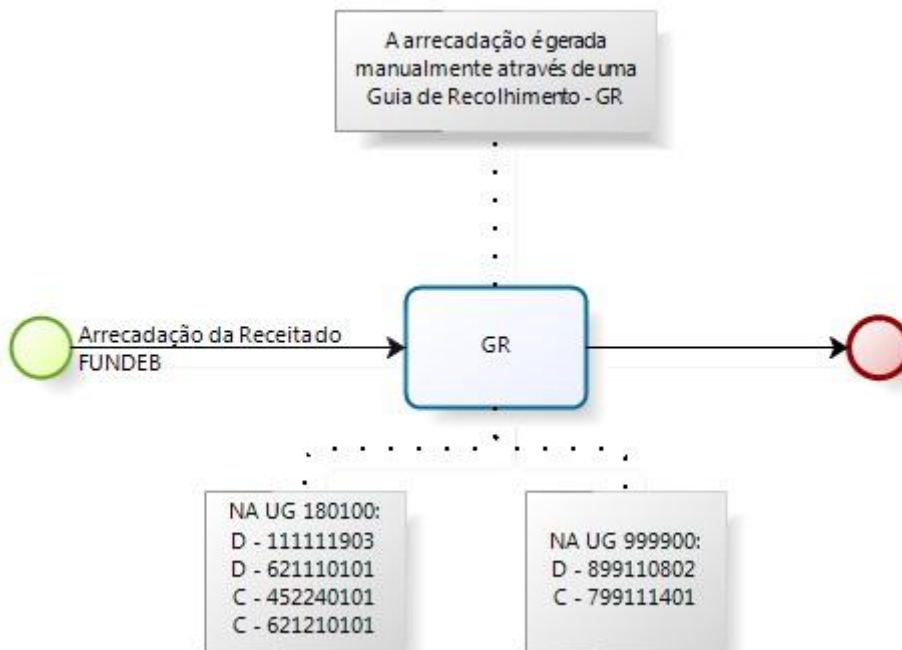 A arrecadação é gerada
manualmente através de uma
Guia de Recolhimento - GR
Arrecadação da Receita do
FUNDEB
GR
NA UG 180100:
D - 111111903
D - 621110101
C - 452240101
C - 621210101
NA UG 999900:
D - 899110802
C - 799111401